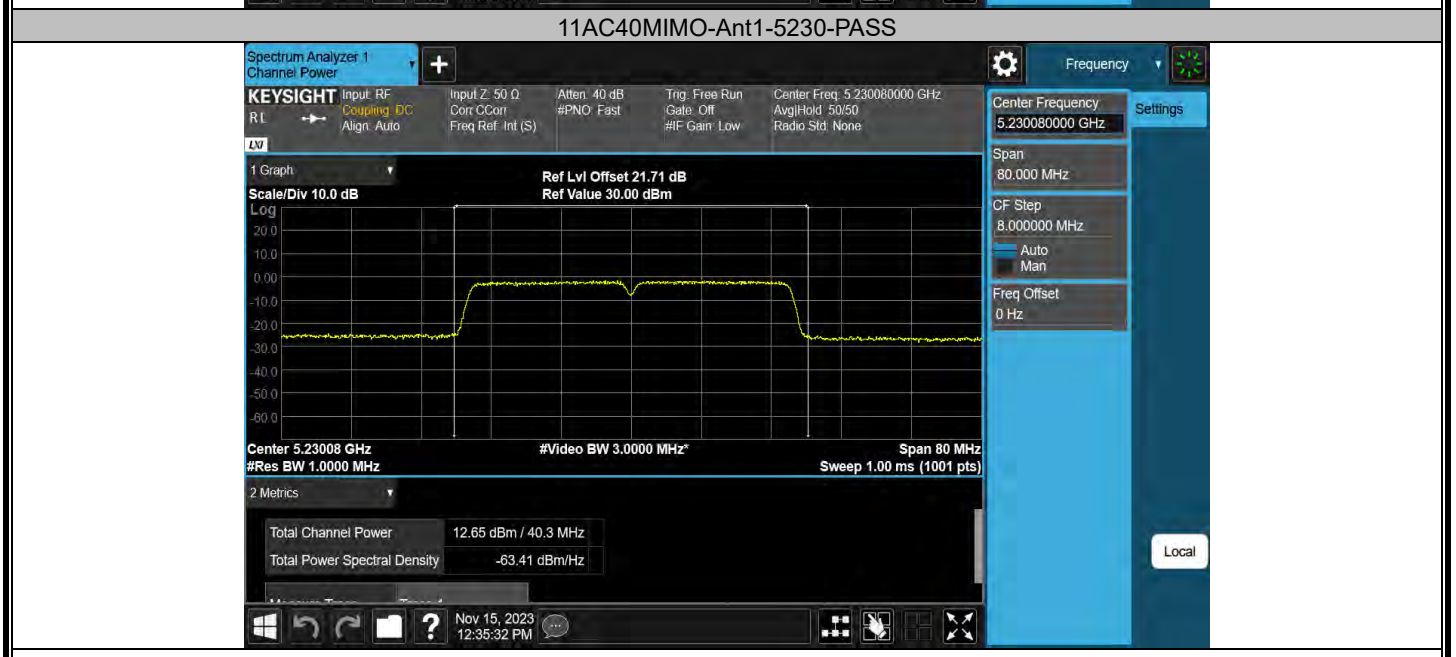 11AC40MIMO-Ant1-5230-PASS
Spectrum Analyzer 1
Channel Power
Frequency
KEYSIGHT
RL
LXI
Input: RF
Coupling: DC
Align: Auto
Input Z: 50 Ω
Corr CCorr
Freq Ref: Int (S)
Atten: 40 dB
#PNO: Fast
Trig: Free Run
Gate: Off
#IF Gain: Low
Center Freq: 5.230080000 GHz
Avg|Hold: 50/50
Radio Std: None
Center Frequency
5.230080000 GHz
Settings
Span
80.000 MHz
CF Step
8.000000 MHz
Auto
Man
Freq Offset
0 Hz
1 Graph
Scale/Div 10.0 dB
Ref Lvl Offset 21.71 dB
Ref Value 30.00 dBm
Log
20.0
10.0
0.00
-10.0
-20.0
-30.0
-40.0
-50.0
-60.0
Center 5.23008 GHz
#Video BW 3.0000 MHz*
Span 80 MHz
#Res BW 1.0000 MHz
Sweep 1.00 ms (1001 pts)
2 Metrics
Total Channel Power 12.65 dBm / 40.3 MHz
Total Power Spectral Density -63.41 dBm/Hz
Local
?
Nov 15, 2023
12:35:32 PM